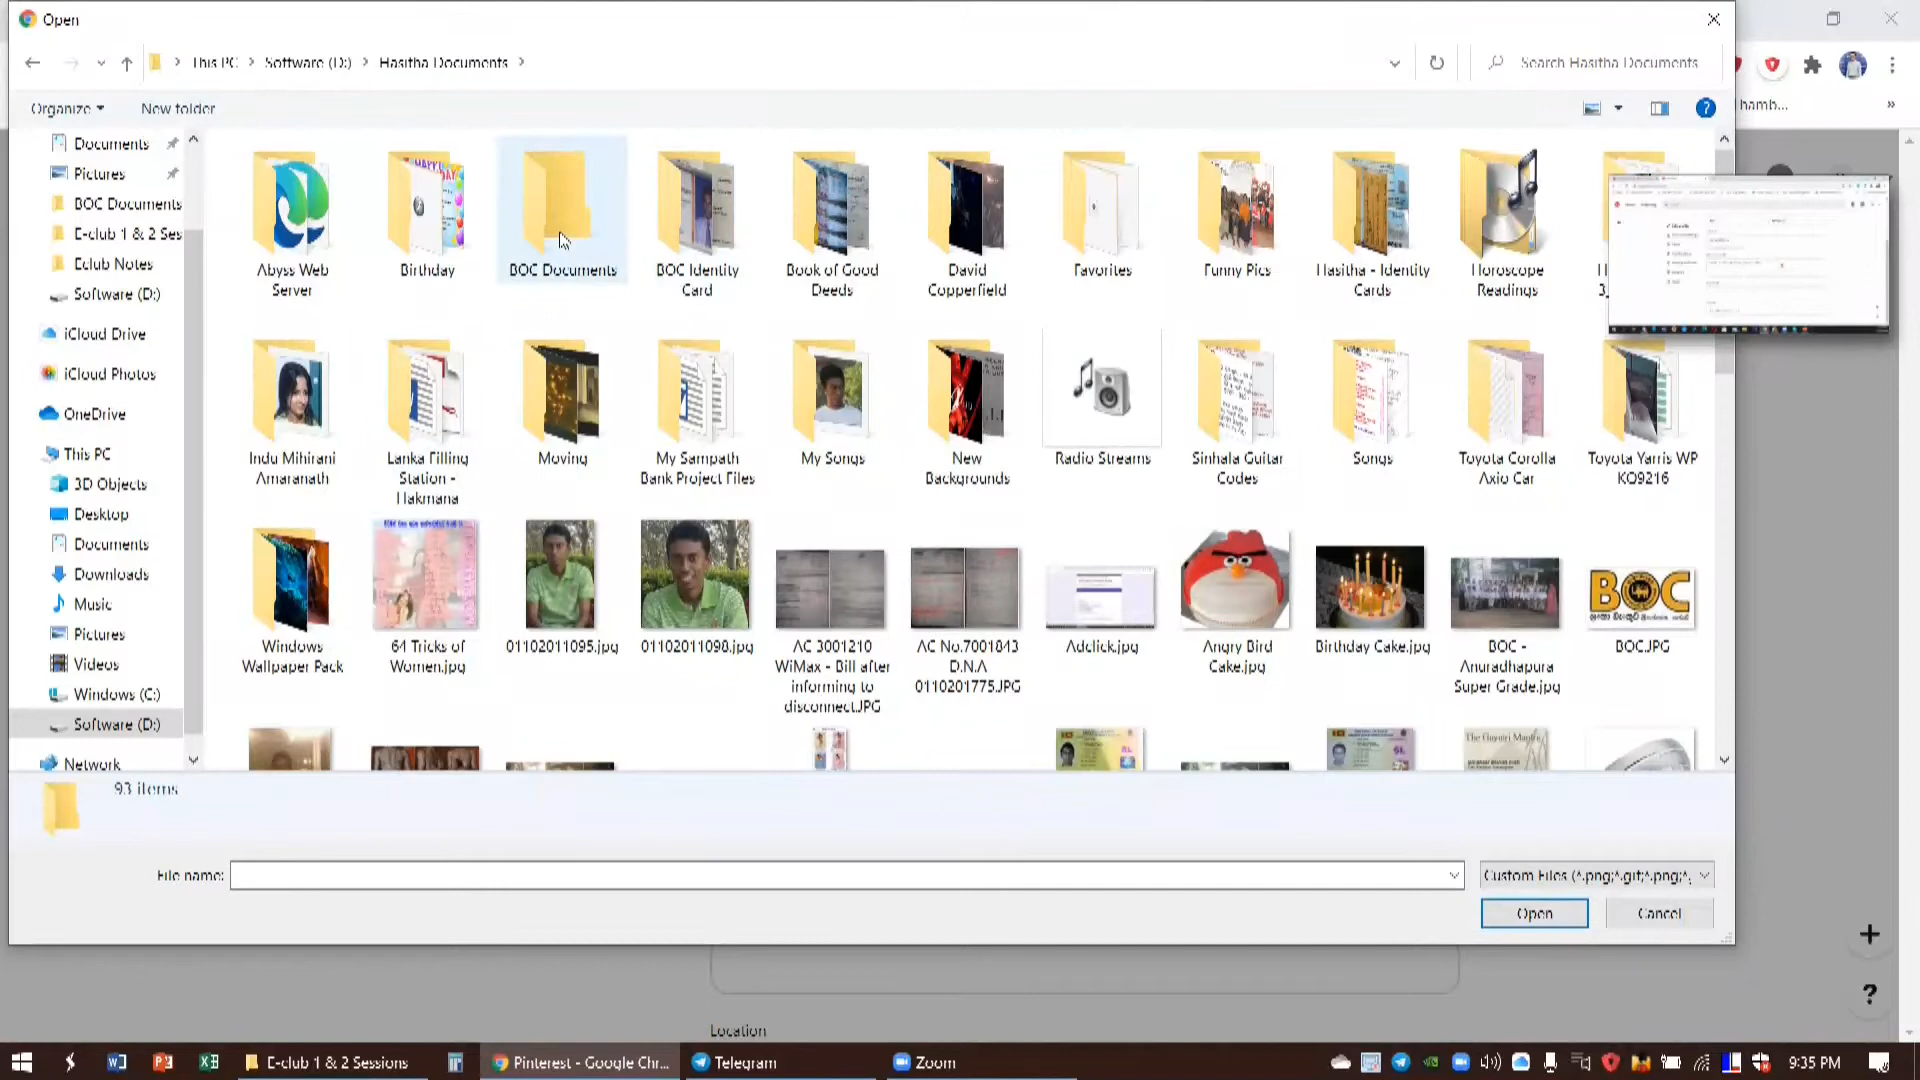 Open
This PC > Software (D:) > Hasitha Documents >
Search Hasitha Documents
Organize
New folder
hamb...
»
Documents
Pictures
BOC Documents
E-club 1 & 2 Ses
Eclub Notes
Software (D:)
iCloud Drive
iCloud Photos
OneDrive
This PC
3D Objects
Desktop
Documents
Downloads
Music
Pictures
Videos
Windows (C:)
Software (D:)
Network
Abyss Web
Server
Birthday
BOC Documents
BOC Identity
Card
Book of Good
Deeds
David
Copperfield
Favorites
Funny Pics
Hasitha - Identity
Cards
Horoscope
Readings
Indu Mihirani
Amaranath
Lanka Filling
Station -
Hakmana
Moving
My Sampath
Bank Project Files
My Songs
New
Backgrounds
Radio Streams
Sinhala Guitar
Codes
Songs
Toyota Corolla
Axio Car
Toyota Yarris WP
KO9216
Windows
Wallpaper Pack
64 Tricks of
Women.jpg
01102011095.jpg
01102011098.jpg
AC 3001210
WiMax - Bill after
informing to
disconnect.JPG
AC No.7001843
D.N.A
0110201775.JPG
Adclick.jpg
Angry Bird
Cake.jpg
Birthday Cake.jpg
BOC -
Anuradhapura
Super Grade.jpg
BOC
BOC.JPG
The Gayatri Mantra
93 items
File name:
Custom Files (*.png;*.gif;*.png;*.
Open
Cancel
Location
E-club 1 & 2 Sessions
Pinterest - Google Chr...
Telegram
Zoom
9:35 PM